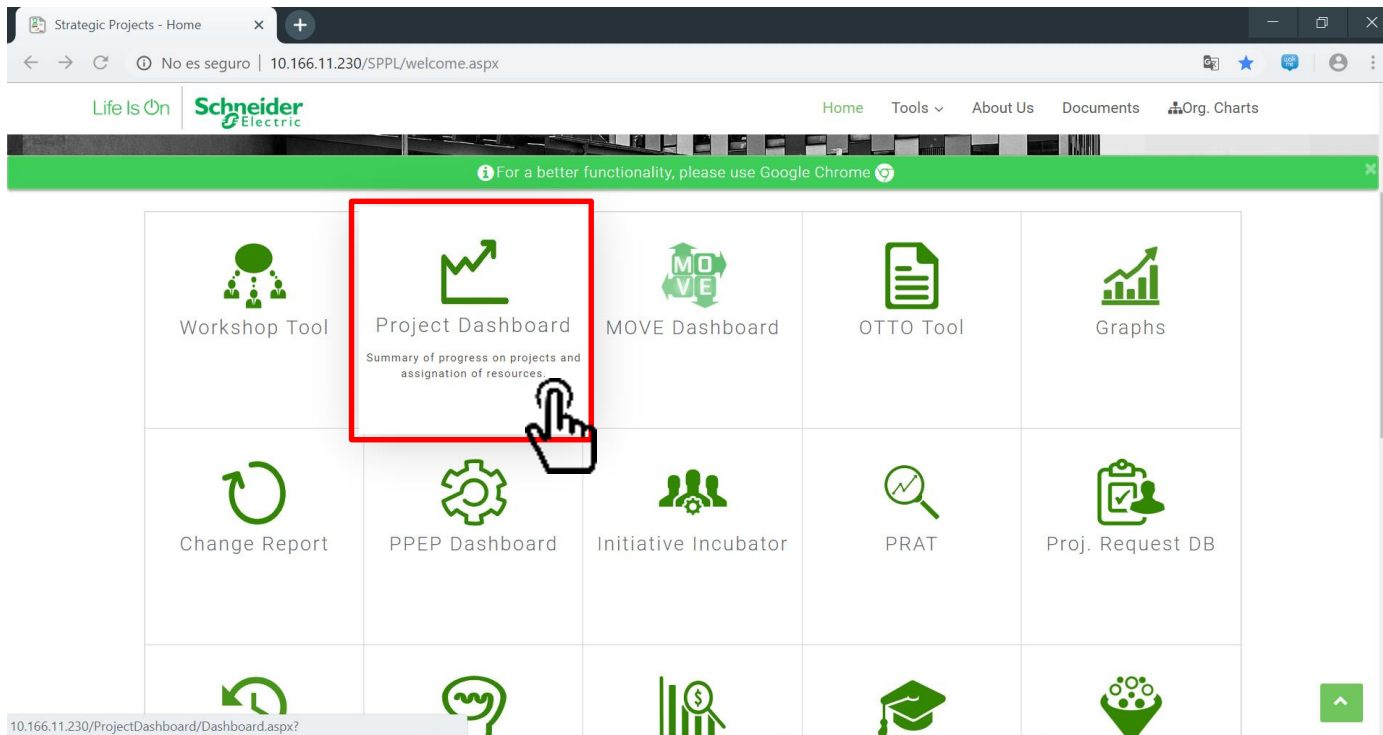 Strategic Projects - Home
No es seguro | 10.166.11.230/SPPL/welcome.aspx
Life Is On | Schneider Electric
Home Tools About Us Documents Org. Charts
For a better functionality, please use Google Chrome
Workshop Tool
Project Dashboard
Summary of progress on projects and
assignation of resources.
MOVE
MOVE Dashboard
OTTO Tool
Graphs
Change Report
PPEP Dashboard
Initiative Incubator
PRAT
Proj. Request DB
10.166.11.230/ProjectDashboard/Dashboard.aspx?